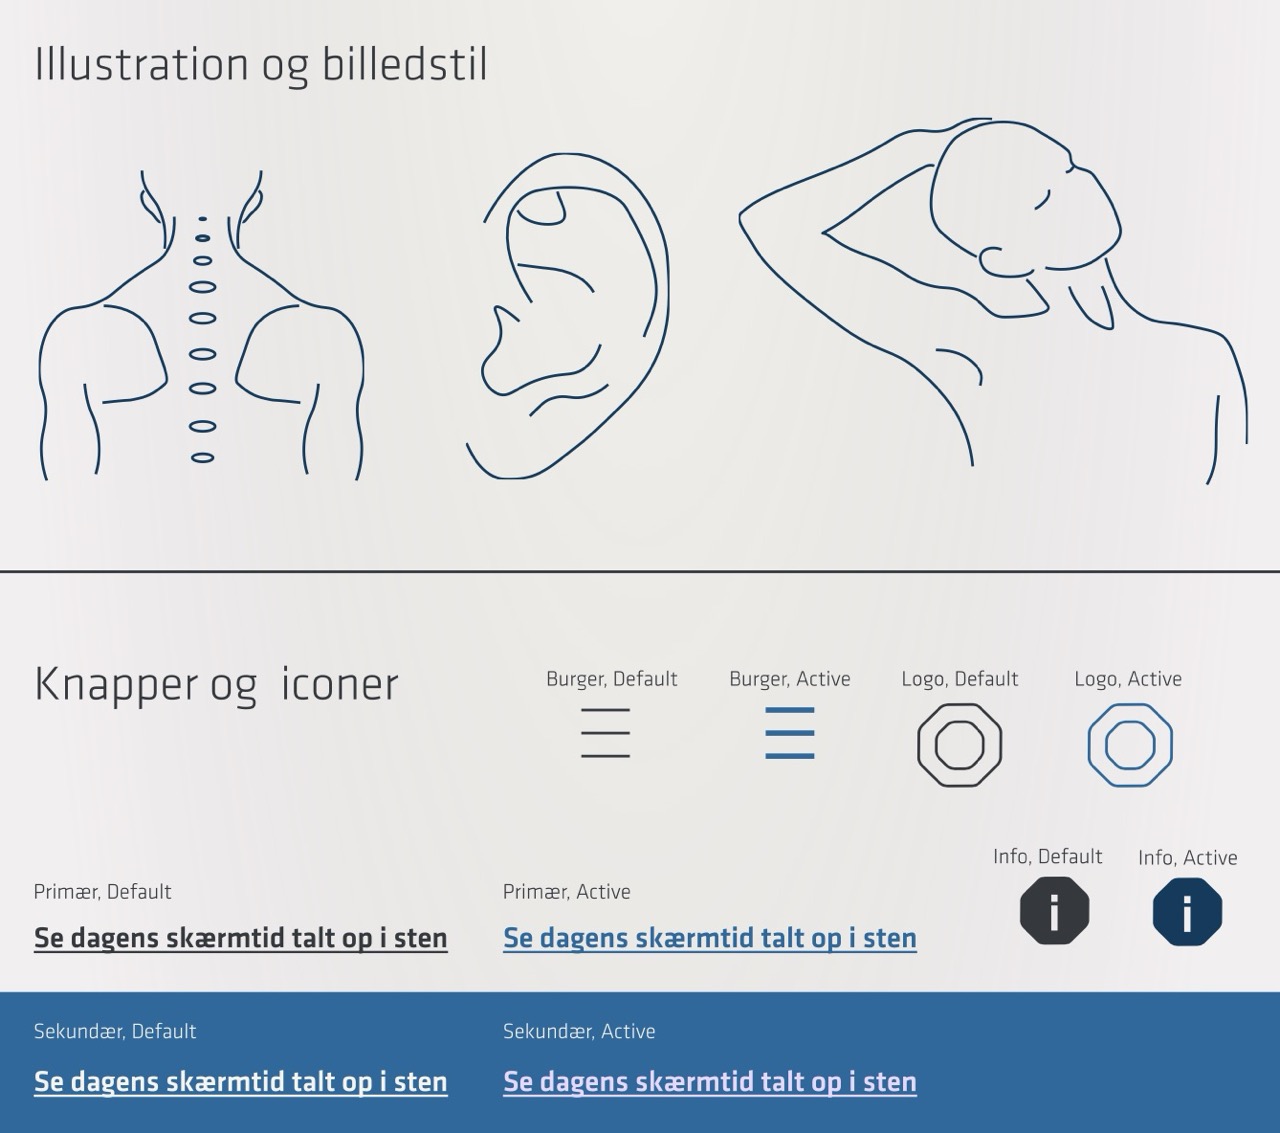 Illustration og billedstil
Knapper og iconer
Burger, Default
Burger, Active
Logo, Default
Logo, Active
Info, Default
Info, Active
i
i
Primær, Default
Primær, Active
Se dagens skærmtid talt op i sten
Se dagens skærmtid talt op i sten
Sekundær, Default
Sekundær, Active
Se dagens skærmtid talt op i sten
Se dagens skærmtid talt op i sten